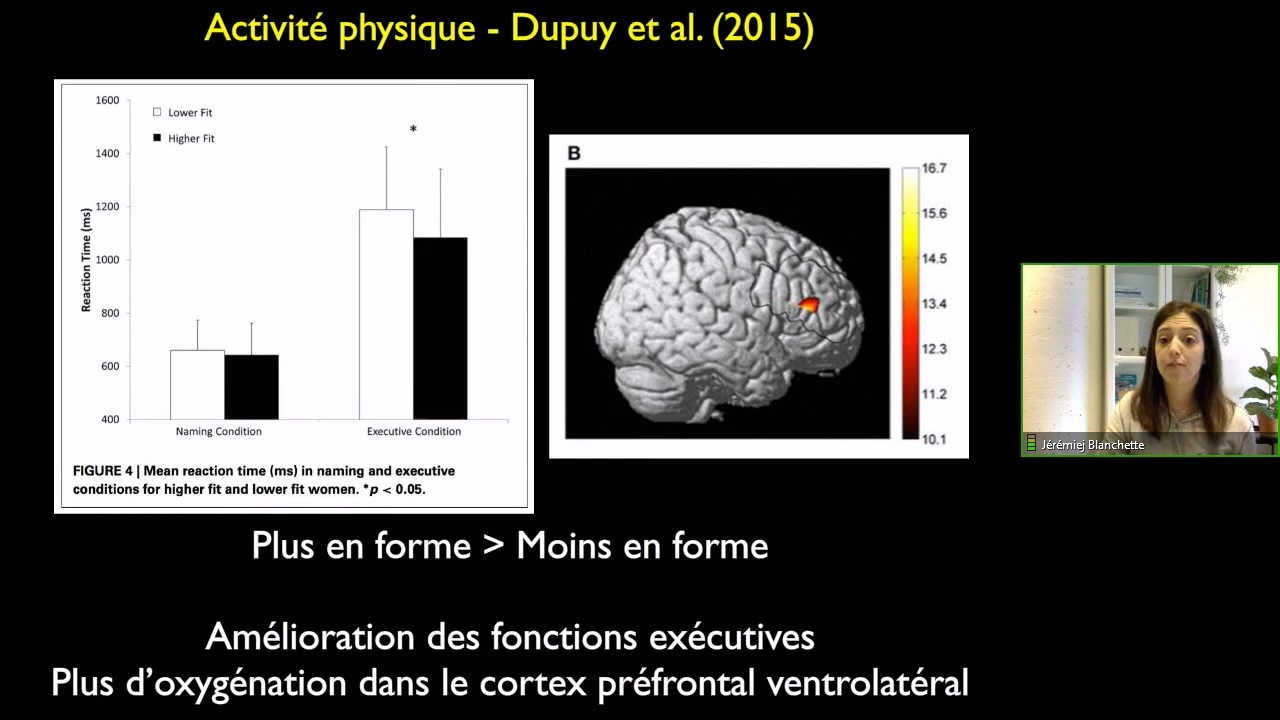 Activité physique - Dupuy et al. (2015)
1600
1400
1200
1000
800
600
400
Reaction Time (ms)
Lower Fit
Higher Fit
*
Naming Condition
Executive Condition
FIGURE 4 | Mean reaction time (ms) in naming and executive
conditions for higher fit and lower fit women. *p < 0.05.
B
16.7
15.6
14.5
13.4
12.3
11.2
10.1
Jérémiej Blanchette
Plus en forme > Moins en forme
Amélioration des fonctions exécutives
Plus d’oxygénation dans le cortex préfrontal ventrolatéral